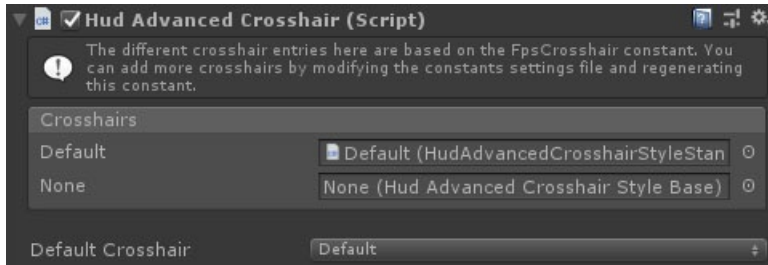 Hud Advanced Crosshair (Script)
The different crosshair entries here are based on the FpsCrosshair constant. You
can add more crosshairs by modifying the constants settings file and regenerating
this constant.
Crosshairs
Default Default (HudAdvancedCrosshairStyleStan
None None (Hud Advanced Crosshair Style Base)
Default Crosshair Default